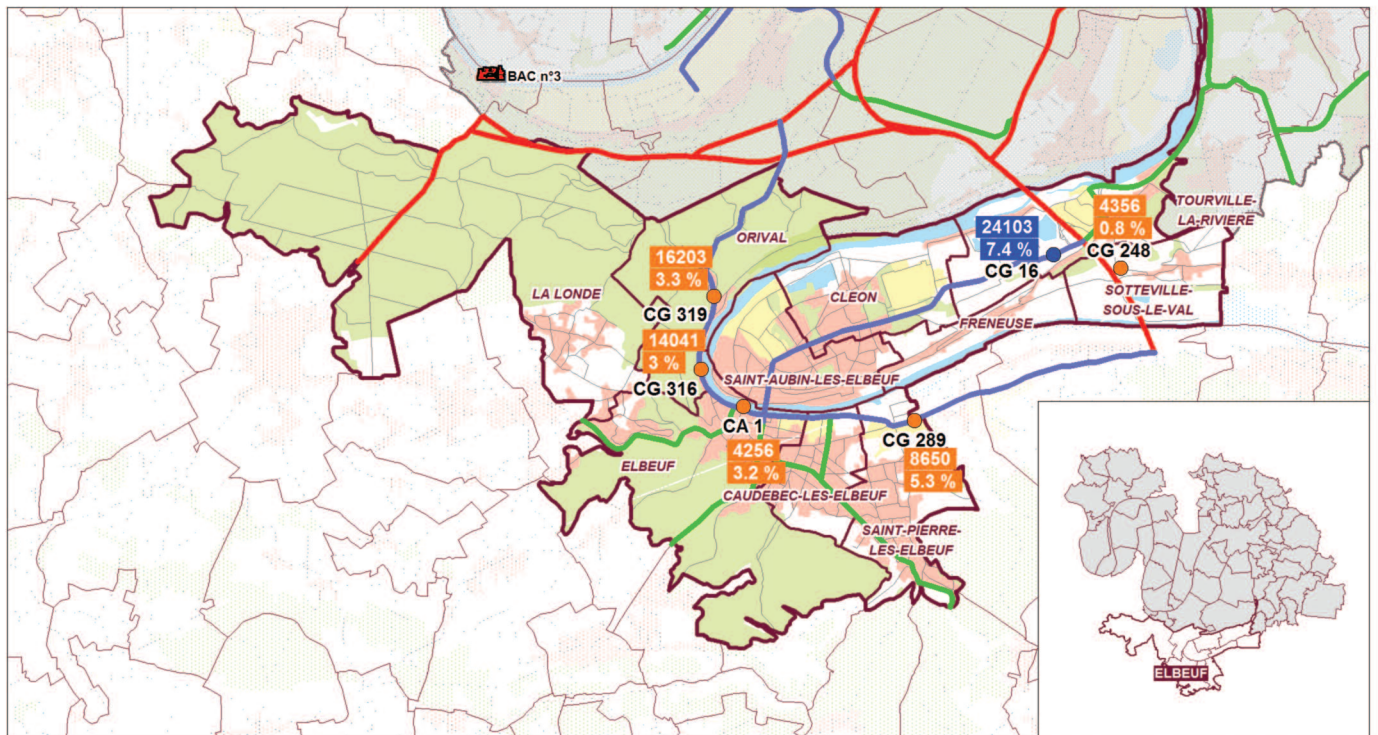 BAC n°3
TOURVILLE-
LA-RIVIERE
4356
0.8 %
CG 248
24103
7.4 %
CG 16
ORIVAL
16203
3.3 %
CG 319
LA LONDE
CLEON
SOTTEVILLE-
SOUS-LE-VAL
FRENEUSE
14041
3 %
CG 316
SAINT-AUBIN-LES-ELBEUF
CA 1
4256
3.2 %
CG 289
8650
5.3 %
ELBEUF
CAUDEBEC-LES-ELBEUF
SAINT-PIERRE-
LES-ELBEUF
ELBEUF